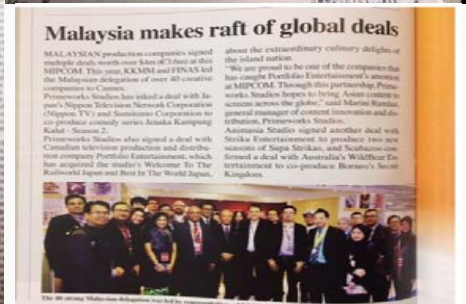 Malaysia makes raft of global deals
MALAYSIAN production companies signed
multiple deals worth over $4m (€3.6m) at this
MIPCOM. This year, KKMM and FINAS led
the Malaysian delegation of over 40 creative
companies to Cannes.
Primeworks Studios has inked a deal with Ja-
pan's Nippon Television Network Corporation
(Nippon TV) and Sumitomo Corporation to
co-produce comedy series Jenaka Kampung
Kalut - Season 2.
Primeworks Studios also signed a deal with
Canadian television production and distribu-
tion company Portfolio Entertainment, which
has acquired the studio's Welcome To The
Railworld Japan and Best In The World Japan,
about the extraordinary culinary delights of
the island nation.
"We are proud to be one of the companies that
has caught Portfolio Entertainment's attention
at MIPCOM. Through this partnership, Prime-
works Studios hopes to bring Asian content to
screens across the globe," said
general manager of content innovation and dis-
tribution, Primeworks Studios.
Animasia Studio signed another deal with
Strika Entertainment to produce two new
seasons of Supa Strikas, and Scubazoo con-
firmed a deal with Australia's WildBear En-
tertainment to co-produce Borneo's Secret
Kingdom.
The 40-strong Malaysian delegation was led by